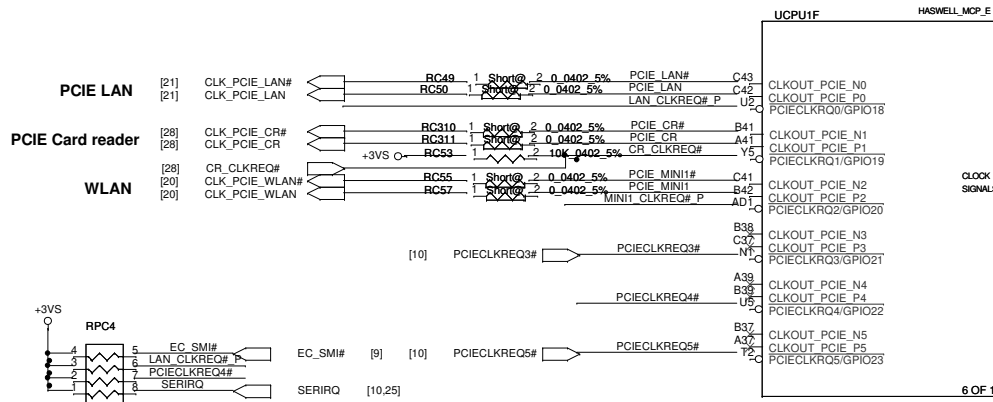 UCPU1F HASWELL_MCP_E
PCIE LAN [21] CLK_PCIE_LAN# RC49 1 Short@ 2 0_0402_5% PCIE_LAN# C43 CLKOUT_PCIE_N0
[21] CLK_PCIE_LAN RC50 1 Short@ 2 0_0402_5% PCIE_LAN C42 CLKOUT_PCIE_P0
LAN_CLKREQ#_P U2 PCIECLKRQ0/GPIO18
PCIE Card reader [28] CLK_PCIE_CR# RC310 1 Short@ 2 0_0402_5% PCIE_CR# B41 CLKOUT_PCIE_N1
[28] CLK_PCIE_CR RC311 1 Short@ 2 0_0402_5% PCIE_CR A41 CLKOUT_PCIE_P1
+3VS RC53 1 2 10K_0402_5% CR_CLKREQ# Y5 PCIECLKRQ1/GPIO19
[28] CR_CLKREQ#
WLAN [20] CLK_PCIE_WLAN# RC55 1 Short@ 2 0_0402_5% PCIE_MINI1# C41 CLKOUT_PCIE_N2
[20] CLK_PCIE_WLAN RC57 1 Short@ 2 0_0402_5% PCIE_MINI1 B42 CLKOUT_PCIE_P2
MINI1_CLKREQ#_P AD1 PCIECLKRQ2/GPIO20
CLOCK
SIGNALS
B38 CLKOUT_PCIE_N3
C37 CLKOUT_PCIE_P3
[10] PCIECLKREQ3# PCIECLKREQ3# N1 PCIECLKRQ3/GPIO21
A39 CLKOUT_PCIE_N4
B39 CLKOUT_PCIE_P4
PCIECLKREQ4# U5 PCIECLKRQ4/GPIO22
B37 CLKOUT_PCIE_N5
A37 CLKOUT_PCIE_P5
[10] PCIECLKREQ5# PCIECLKREQ5# T2 PCIECLKRQ5/GPIO23
+3VS
RPC4
4 5 EC_SMI# EC_SMI# [9]
3 6 LAN_CLKREQ#_P
2 7 PCIECLKREQ4#
1 8 SERIRQ SERIRQ [10,25]
6 OF 1